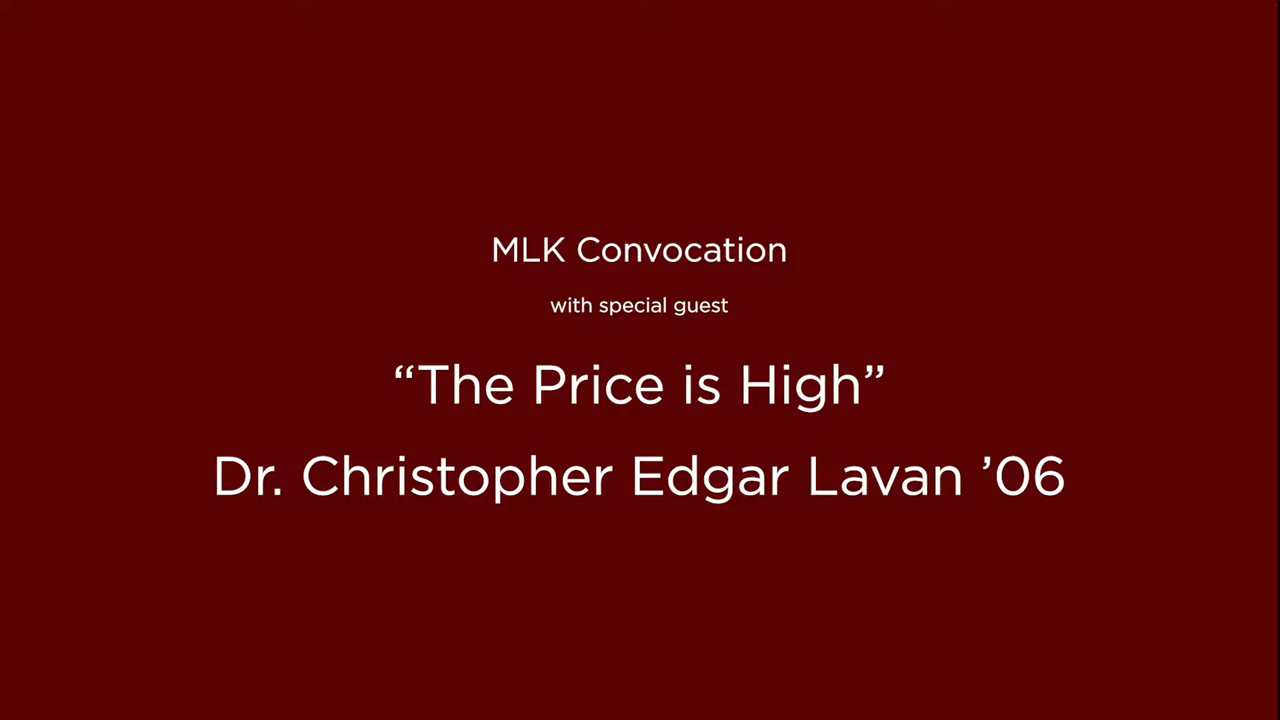 MLK Convocation
with special guest
“The Price is High”
Dr. Christopher Edgar Lavan ’06